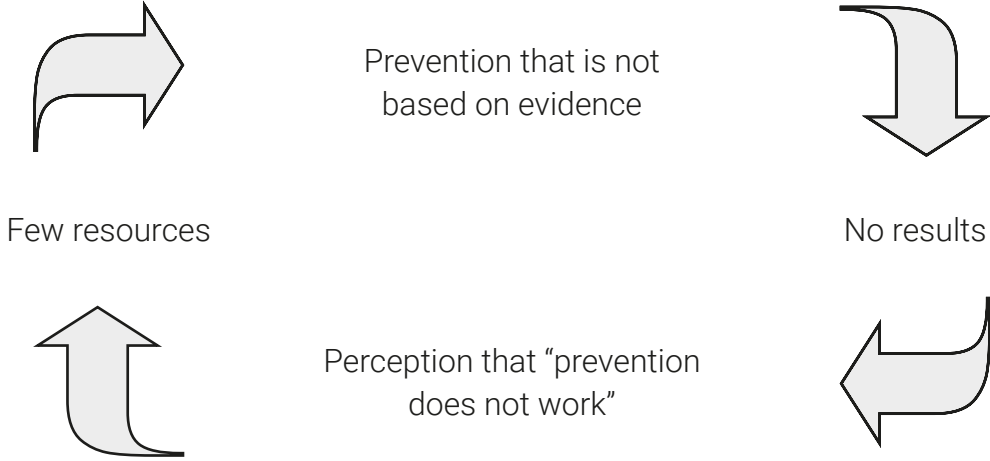 Prevention that is not
based on evidence
Few resources
No results
Perception that “prevention
does not work”